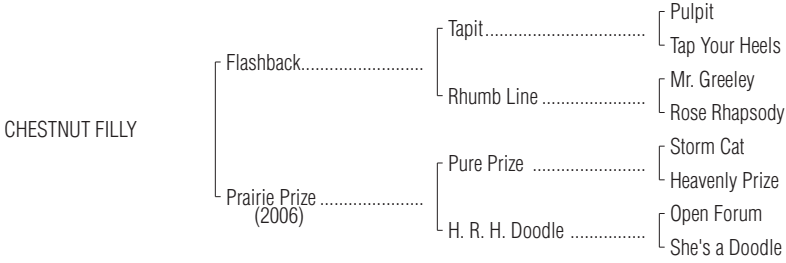 Pulpit
Tapit................................
Tap Your Heels
Flashback........................
Mr. Greeley
Rhumb Line .....................
Rose Rhapsody
CHESTNUT FILLY
Storm Cat
Pure Prize .......................
Heavenly Prize
Prairie Prize .....................
(2006)
Open Forum
H. R. H. Doodle ...............
She's a Doodle